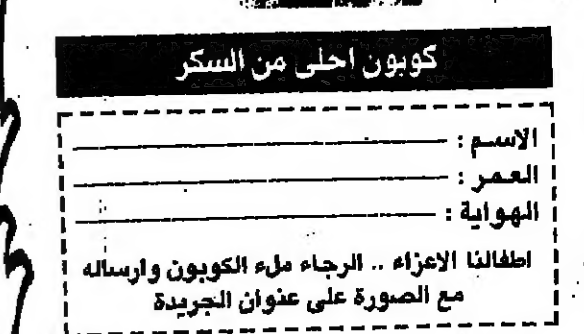 كوبون احلى من السكر
الاسم :
العمر :
الهواية :
اطفالنا الاعزاء .. الرجاء ملء الكوبون وارساله
مع الصورة على عنوان الجريدة